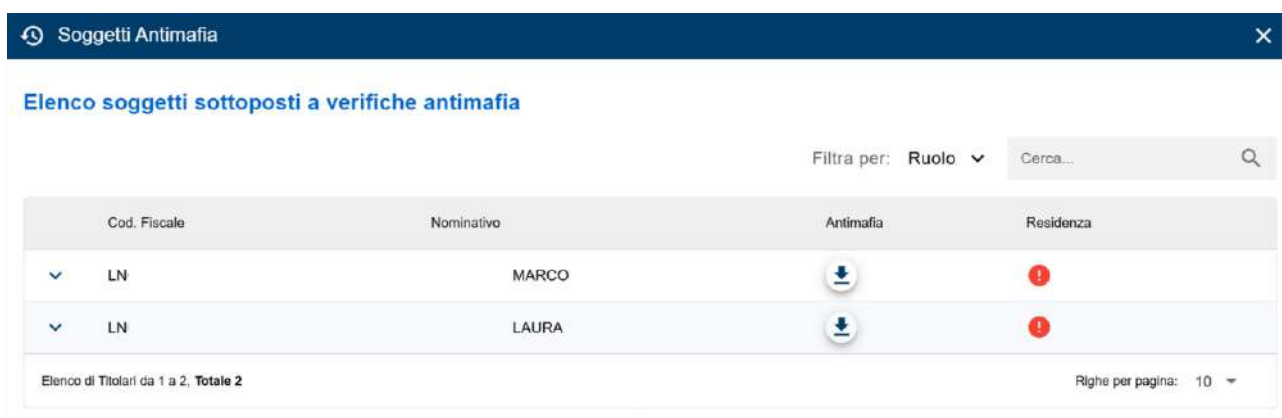 Soggetti Antimafia
Elenco soggetti sottoposti a verifiche antimafia
Filtra per: Ruolo Cerca...
Cod. Fiscale Nominativo Antimafia Residenza
LN MARCO
LN LAURA
Elenco di Titolari da 1 a 2, Totale 2 Righe per pagina: 10